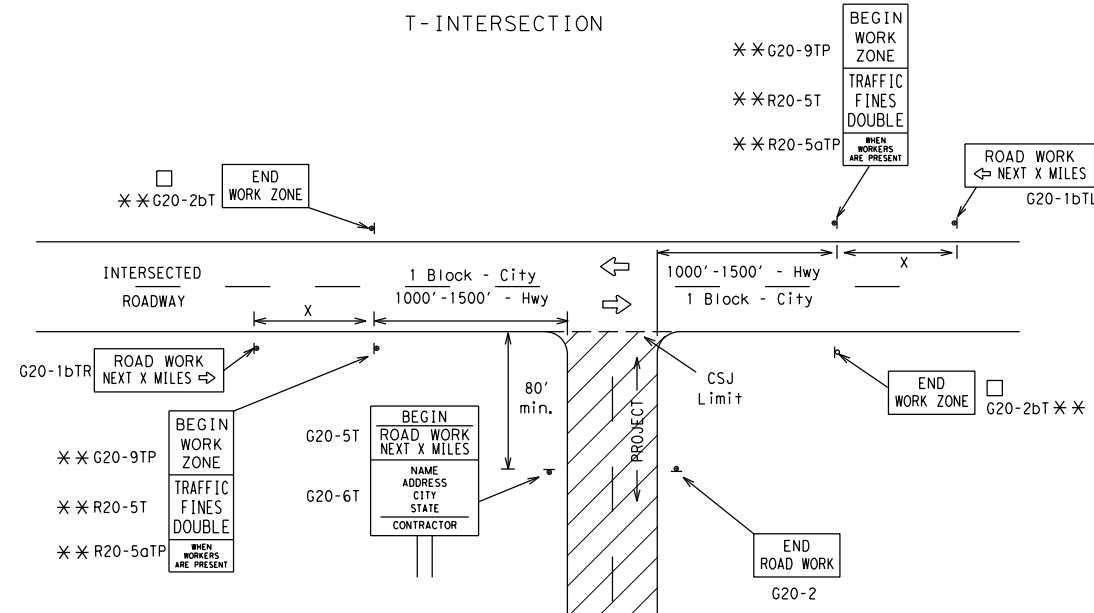 T-INTERSECTION
BEGIN
WORK
ZONE
**G20-9TP
TRAFFIC
FINES
DOUBLE
**R20-5T
WHEN
WORKERS
ARE PRESENT
**R20-5aTP
ROAD WORK
⇦ NEXT X MILES
G20-1bTL
END
WORK ZONE
□
**G20-2bT
INTERSECTED
ROADWAY
X
1 Block - City
1000'-1500' - Hwy
1000'-1500' - Hwy
1 Block - City
X
G20-1bTR
ROAD WORK
NEXT X MILES ⇨
80'
min.
CSJ
Limit
PROJECT
END
WORK ZONE
□
G20-2bT **
BEGIN
WORK
ZONE
** G20-9TP
TRAFFIC
FINES
DOUBLE
** R20-5T
WHEN
WORKERS
ARE PRESENT
** R20-5aTP
G20-5T
BEGIN
ROAD WORK
NEXT X MILES
G20-6T
NAME
ADDRESS
CITY
STATE
CONTRACTOR
END
ROAD WORK
G20-2